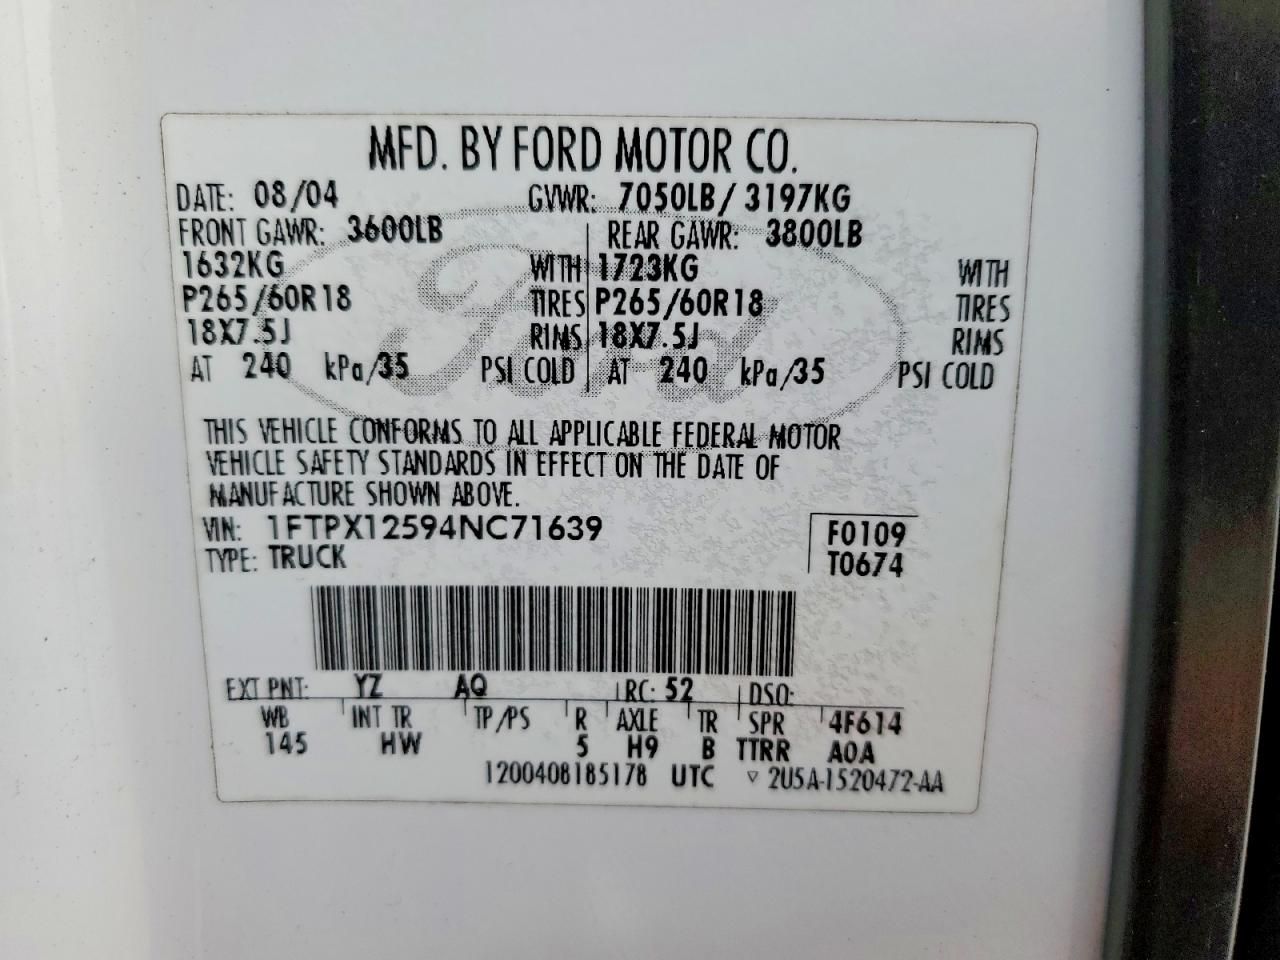 MFD. BY FORD MOTOR CO.
DATE: 08/04 GVWR: 7050LB/ 3197KG
FRONT GAWR: 3600LB REAR GAWR: 3800LB
1632KG WITH 1723KG WITH
P265/60R18 TIRES P265/60R18 TIRES
18X7.5J RIMS 18X7.5J RIMS
AT 240 kPa/35 PSI COLD AT 240 kPa/35 PSI COLD
Ford
THIS VEHICLE CONFORMS TO ALL APPLICABLE FEDERAL MOTOR
VEHICLE SAFETY STANDARDS IN EFFECT ON THE DATE OF
MANUFACTURE SHOWN ABOVE.
VIN: 1FTPX12594NC71639 F0109
TYPE: TRUCK T0674
EXT PNT: YZ AQ RC: 52 DSO:
WB INT TR TP/PS R AXLE TR SPR 4F614
145 HW 5 H9 B TTRR A0A
1200408185178 UTC ▽ 2U5A-1520472-AA